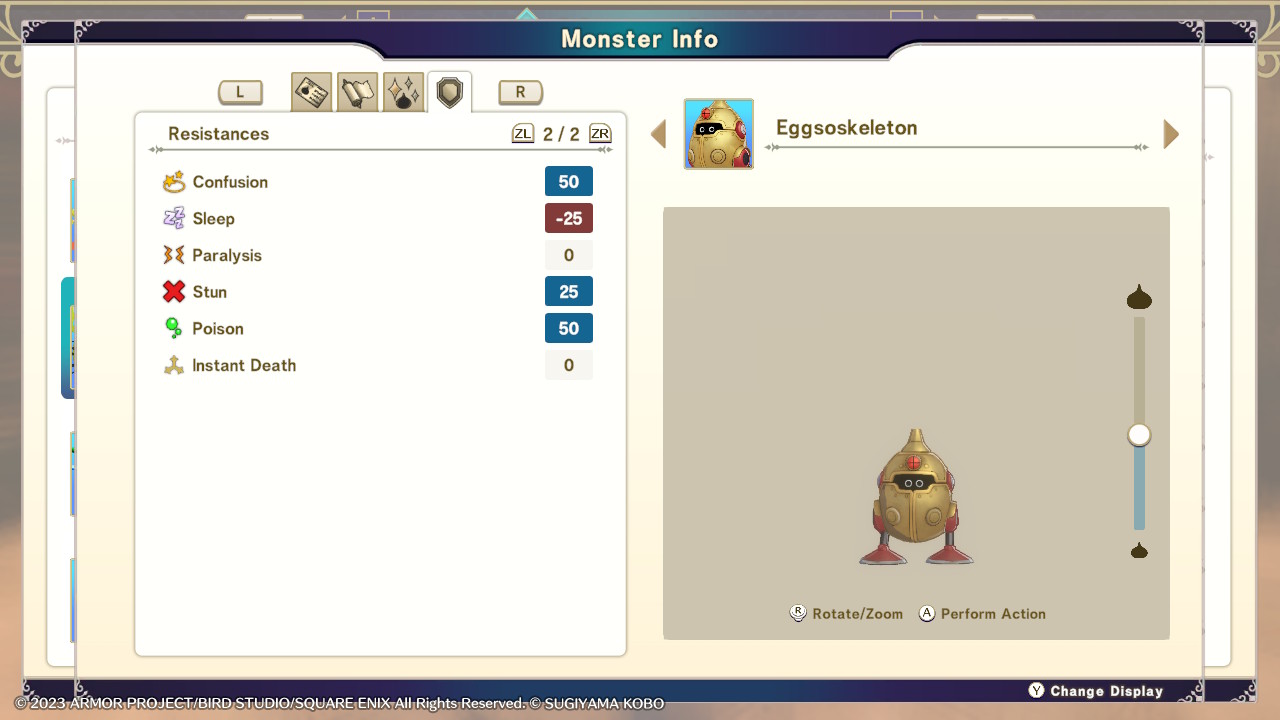 Monster Info
L
R
Resistances
ZL 2 / 2 ZR
Confusion 50
Sleep -25
Paralysis 0
Stun 25
Poison 50
Instant Death 0
Eggsoskeleton
R Rotate/Zoom A Perform Action
Y Change Display
© 2023 ARMOR PROJECT/BIRD STUDIO/SQUARE ENIX All Rights Reserved. © SUGIYAMA KOBO